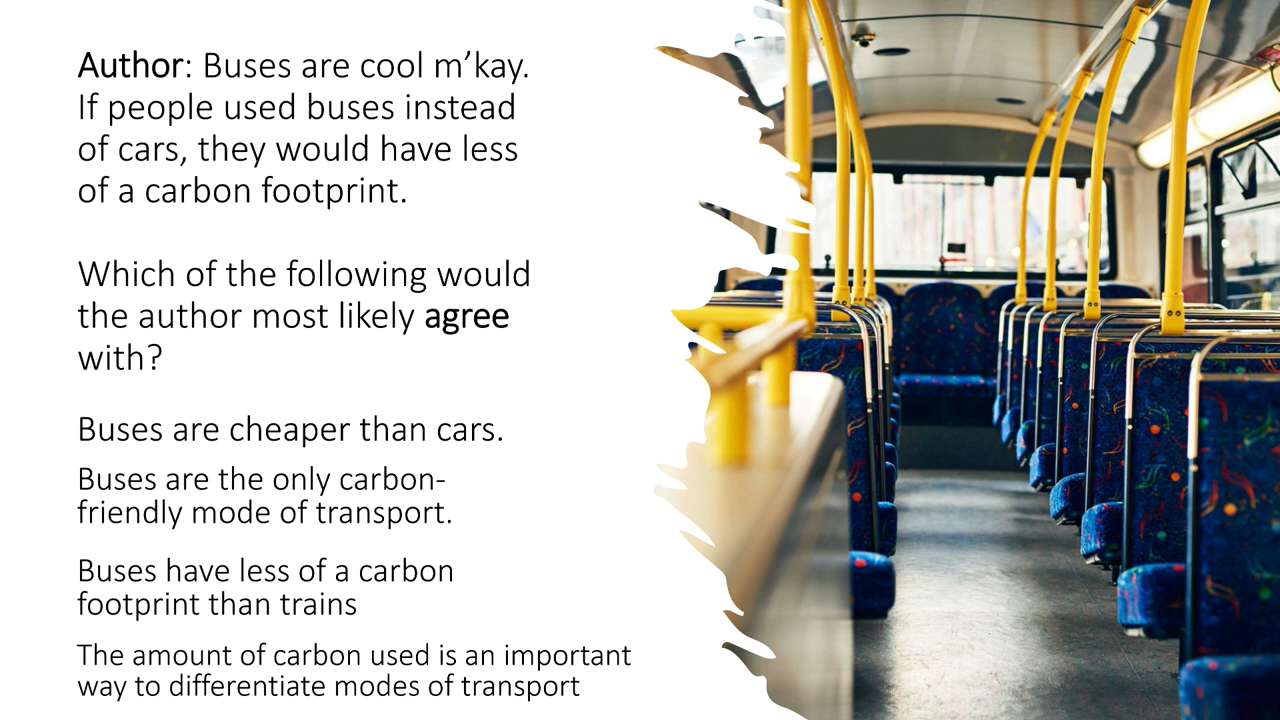 Author: Buses are cool m’kay.
If people used buses instead
of cars, they would have less
of a carbon footprint.
Which of the following would
the author most likely agree
with?
Buses are cheaper than cars.
Buses are the only carbon-
friendly mode of transport.
Buses have less of a carbon
footprint than trains
The amount of carbon used is an important
way to differentiate modes of transport